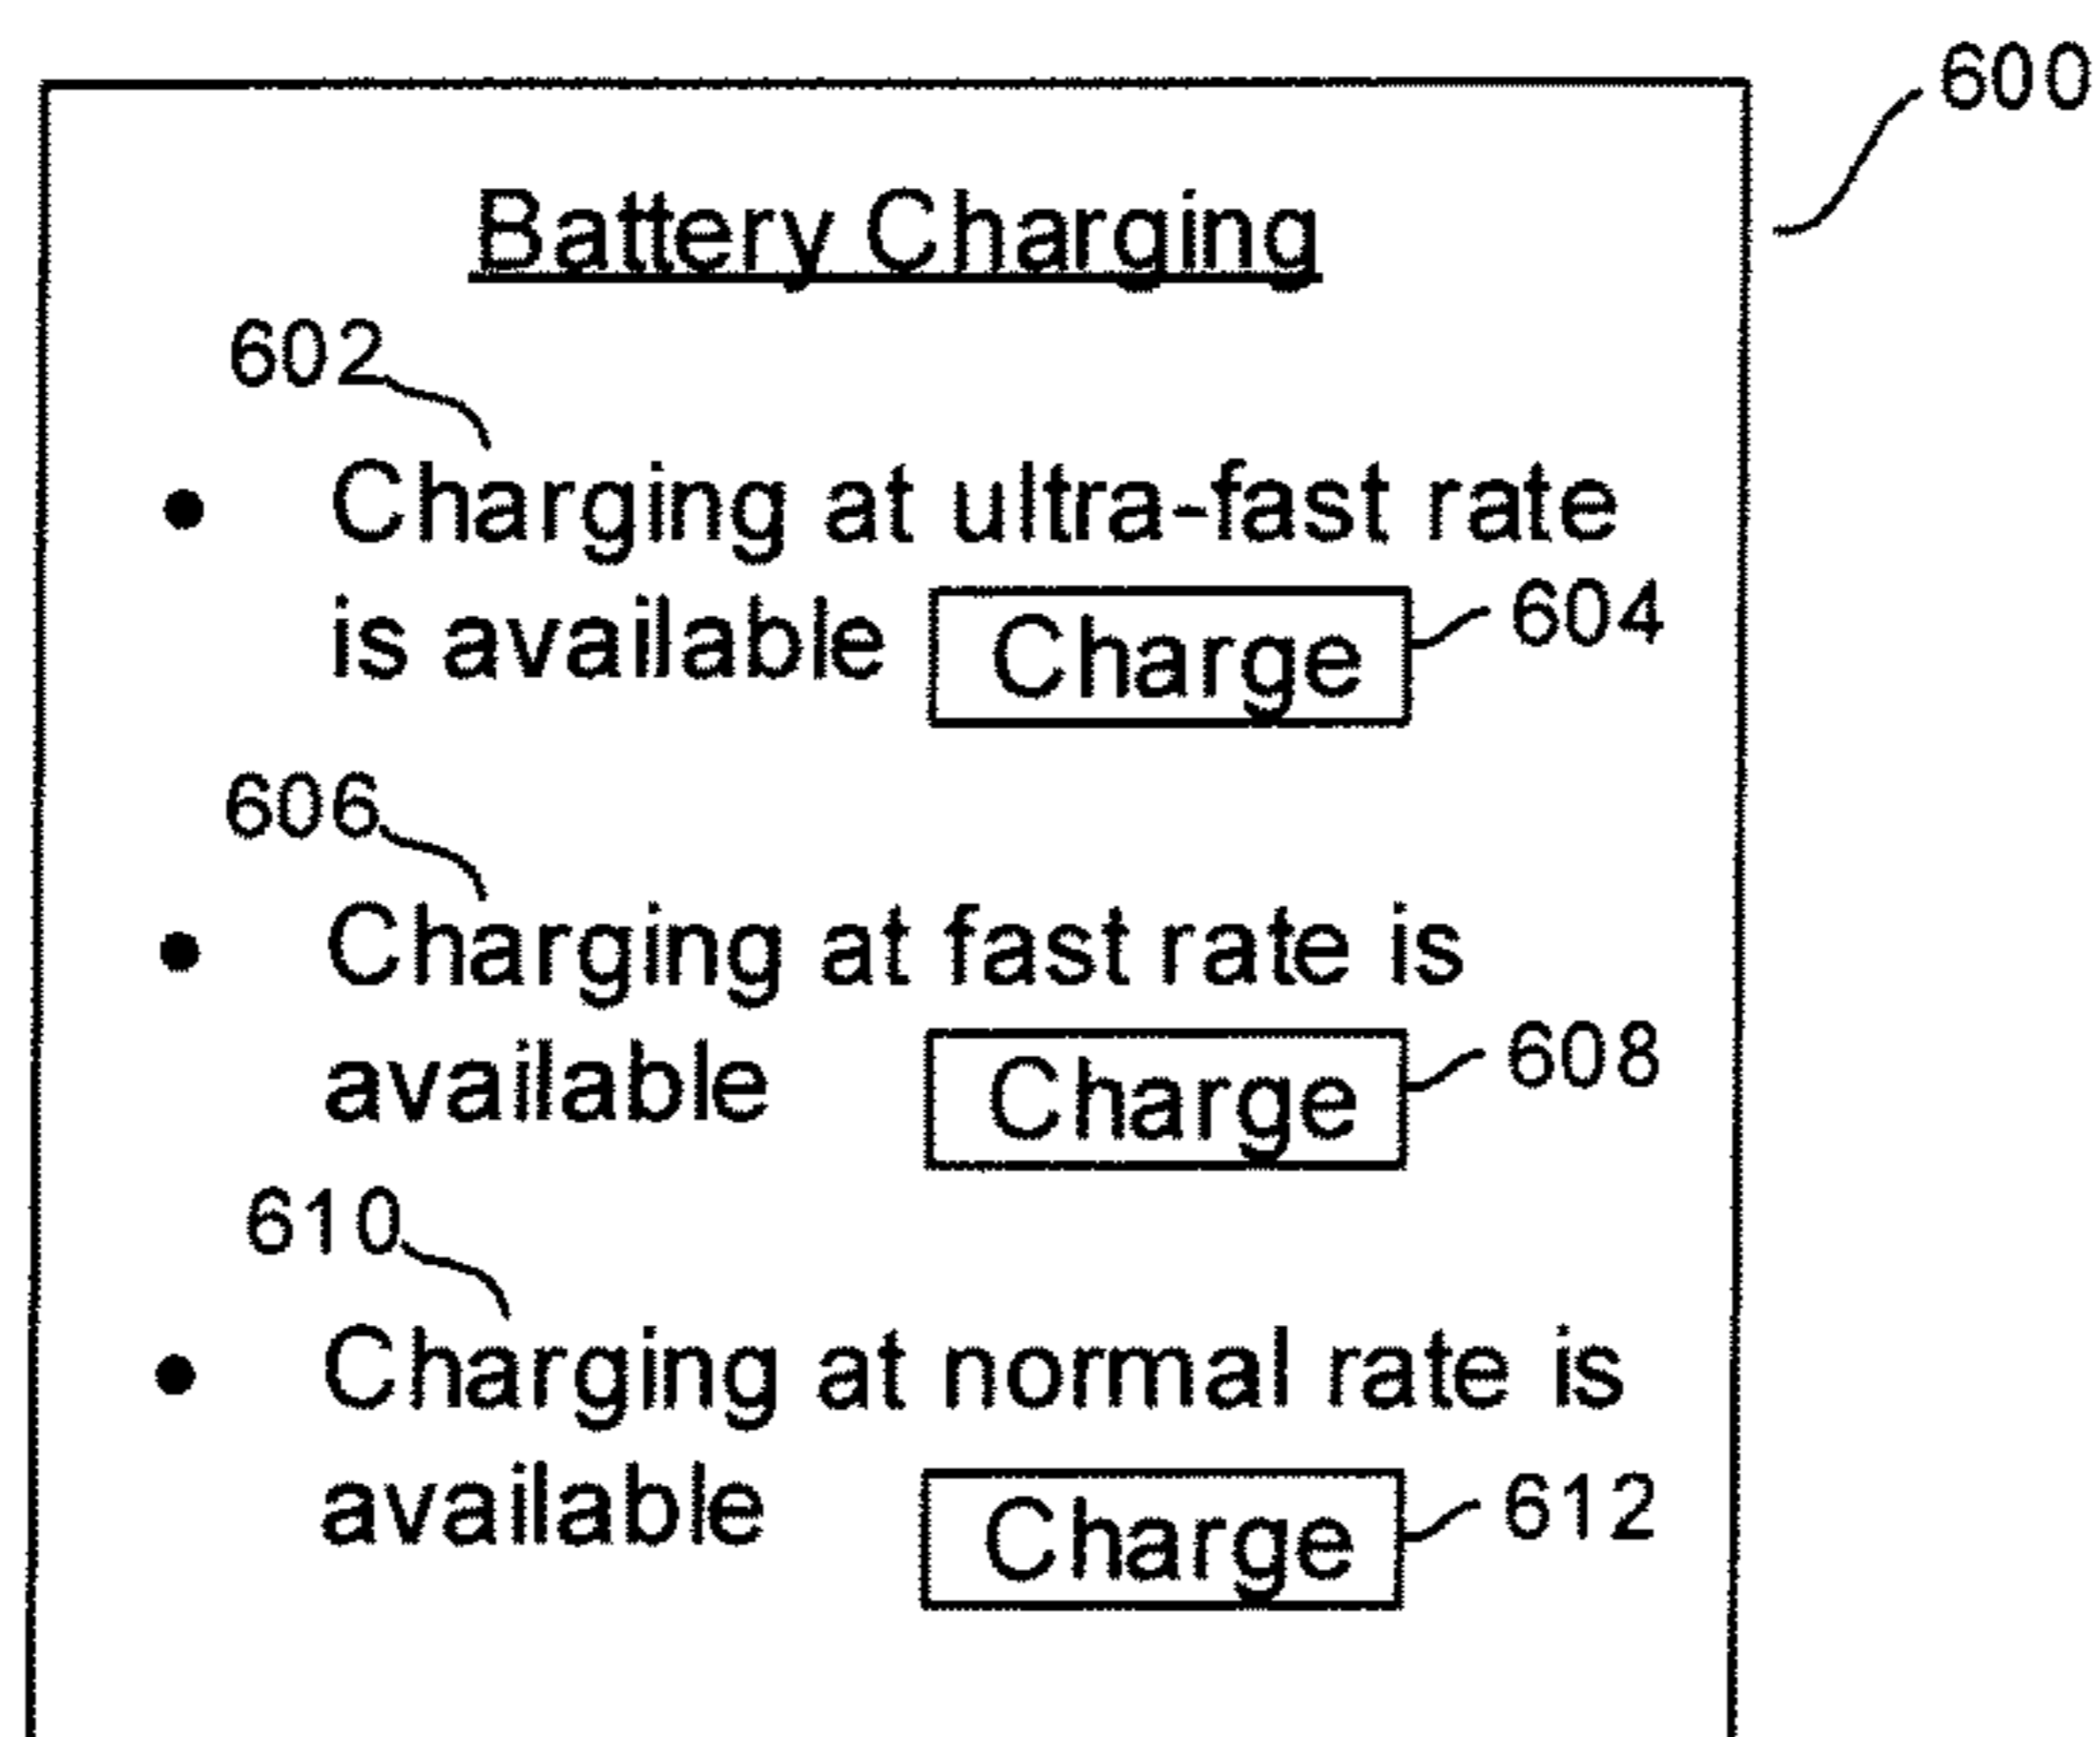 600
Battery Charging
602
• Charging at ultra-fast rate
is available Charge 604
606
• Charging at fast rate is
available Charge 608
610
• Charging at normal rate is
available Charge 612